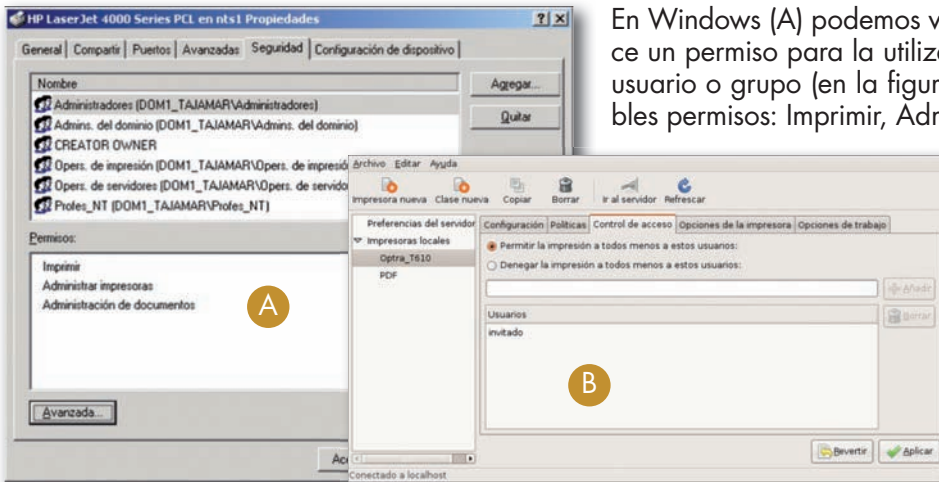 HP LaserJet 4000 Series PCL en nts1 Propiedades
General Compartir Puertos Avanzadas Seguridad Configuración de dispositivo
Nombre
Agregar...
Administradores (DOM1_TAJAMAR\Administradores)
Admins. del dominio (DOM1_TAJAMAR\Admins. del dominio)
Quitar
CREATOR OWNER
Opers. de impresión (DOM1_TAJAMAR\Opers. de impresió
Opers. de servidores (DOM1_TAJAMAR\Opers. de servido
Profes_NT (DOM1_TAJAMAR\Profes_NT)
Permisos:
Imprimir
Administrar impresoras
Administración de documentos
A
Avanzada...
En Windows (A) podemos v
ce un permiso para la utiliza
usuario o grupo (en la figur
bles permisos: Imprimir, Adr
Archivo Editar Ayuda
Impresora nueva Clase nueva Copiar Borrar Ir al servidor Refrescar
Preferencias del servidor
Impresoras locales
Optra_T610
PDF
Configuración Políticas Control de acceso Opciones de la impresora Opciones de trabajo
Permitir la impresión a todos menos a estos usuarios:
Denegar la impresión a todos menos a estos usuarios:
Añadir
Usuarios
Borrar
invitado
B
Revertir Aplicar
Conectado a localhost